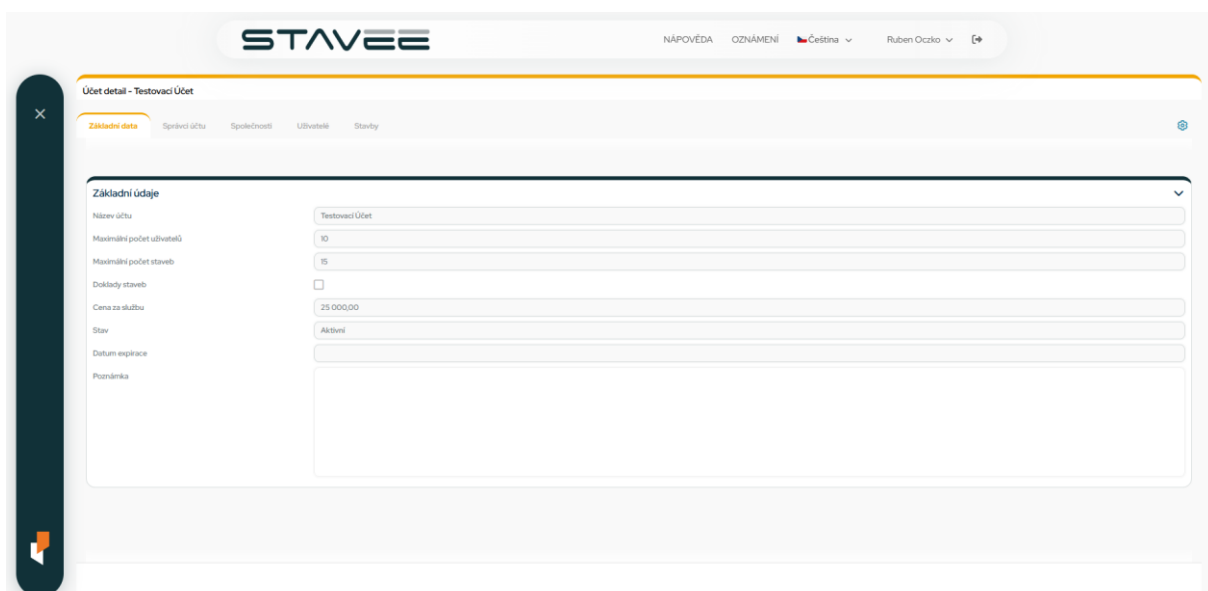 STAVEE
NÁPOVĚDA OZNÁMENÍ Čeština Ruben Oczko
Účet detail - Testovací Účet
Základní data Správci účtu Společnosti Uživatelé Stavby
Základní údaje
Název účtu Testovací Účet
Maximální počet uživatelů 10
Maximální počet staveb 15
Doklady staveb
Cena za službu 25 000,00
Stav Aktivní
Datum expirace
Poznámka